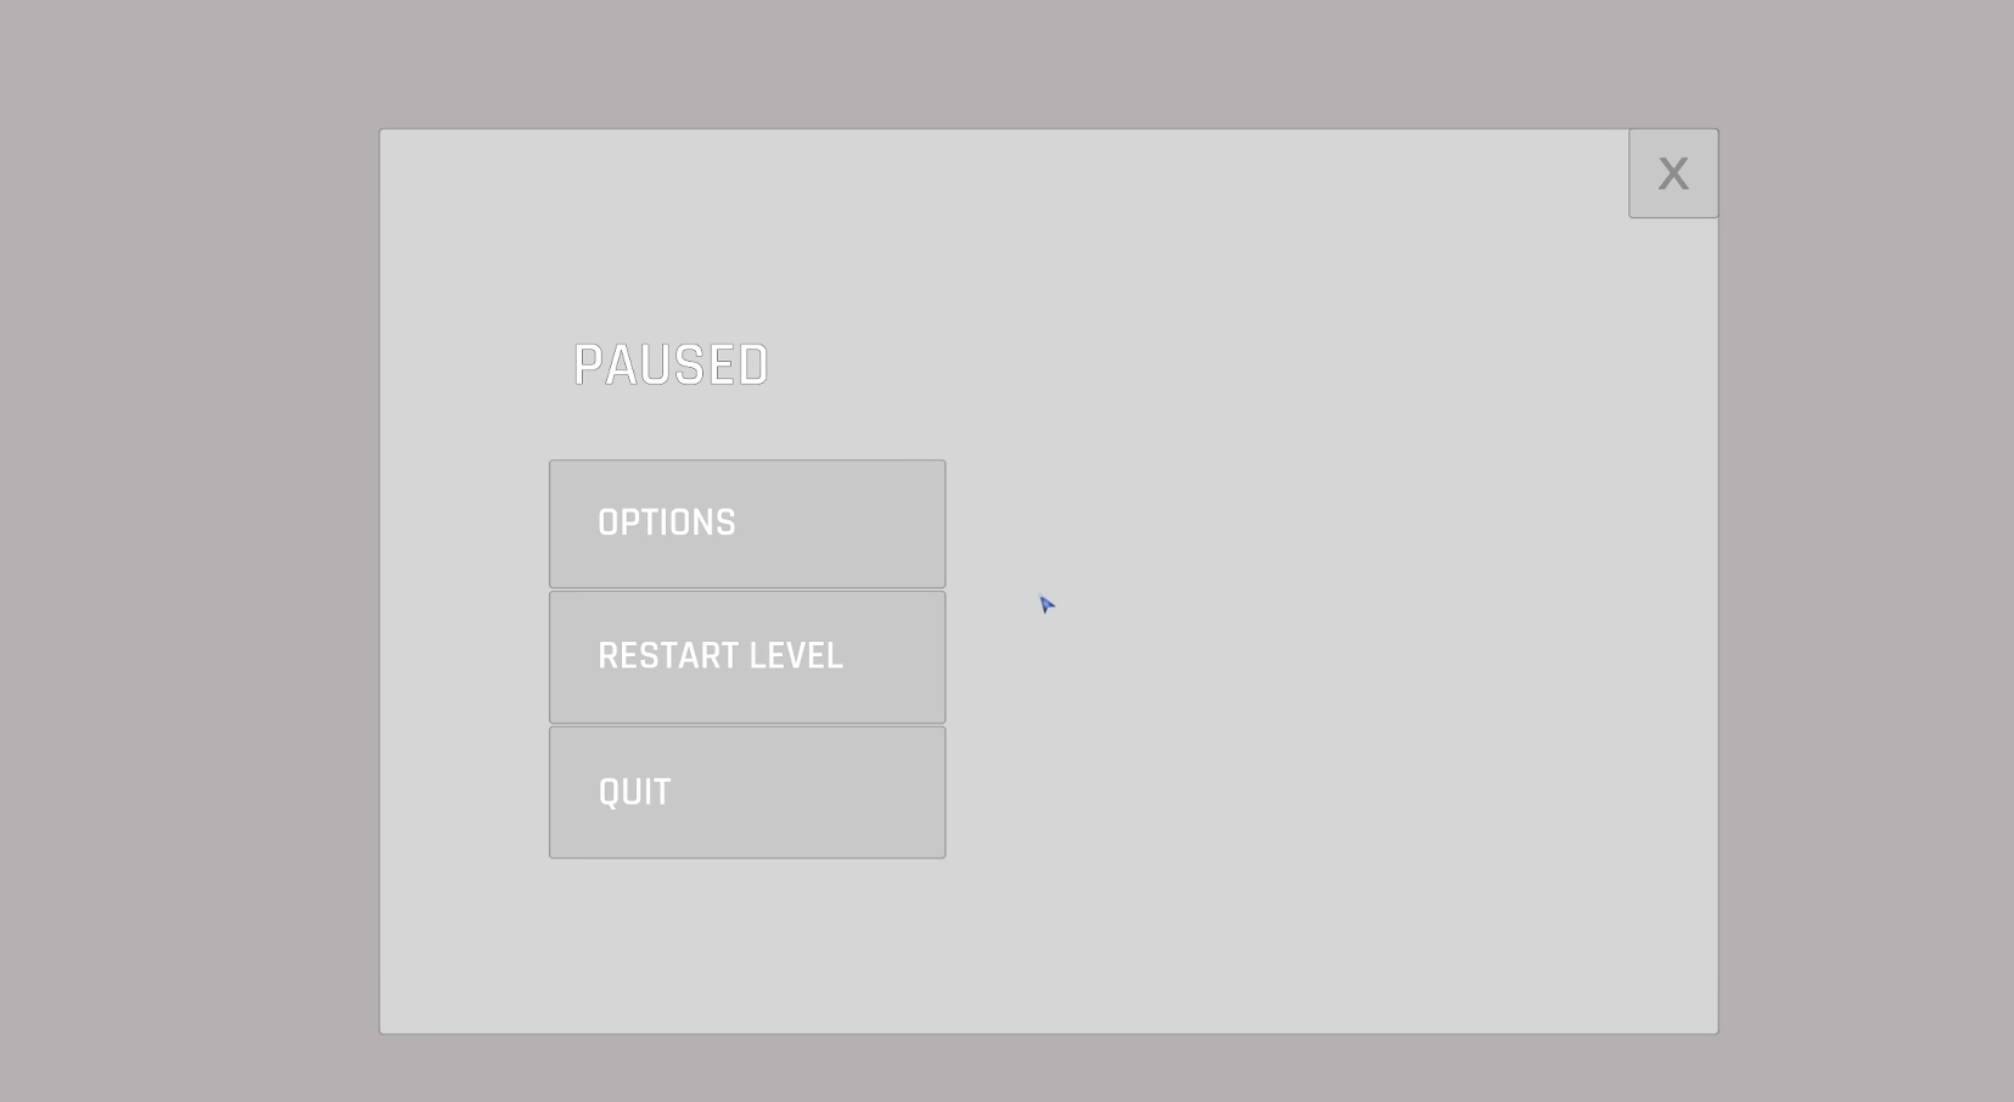 X
PAUSED
OPTIONS
RESTART LEVEL
QUIT